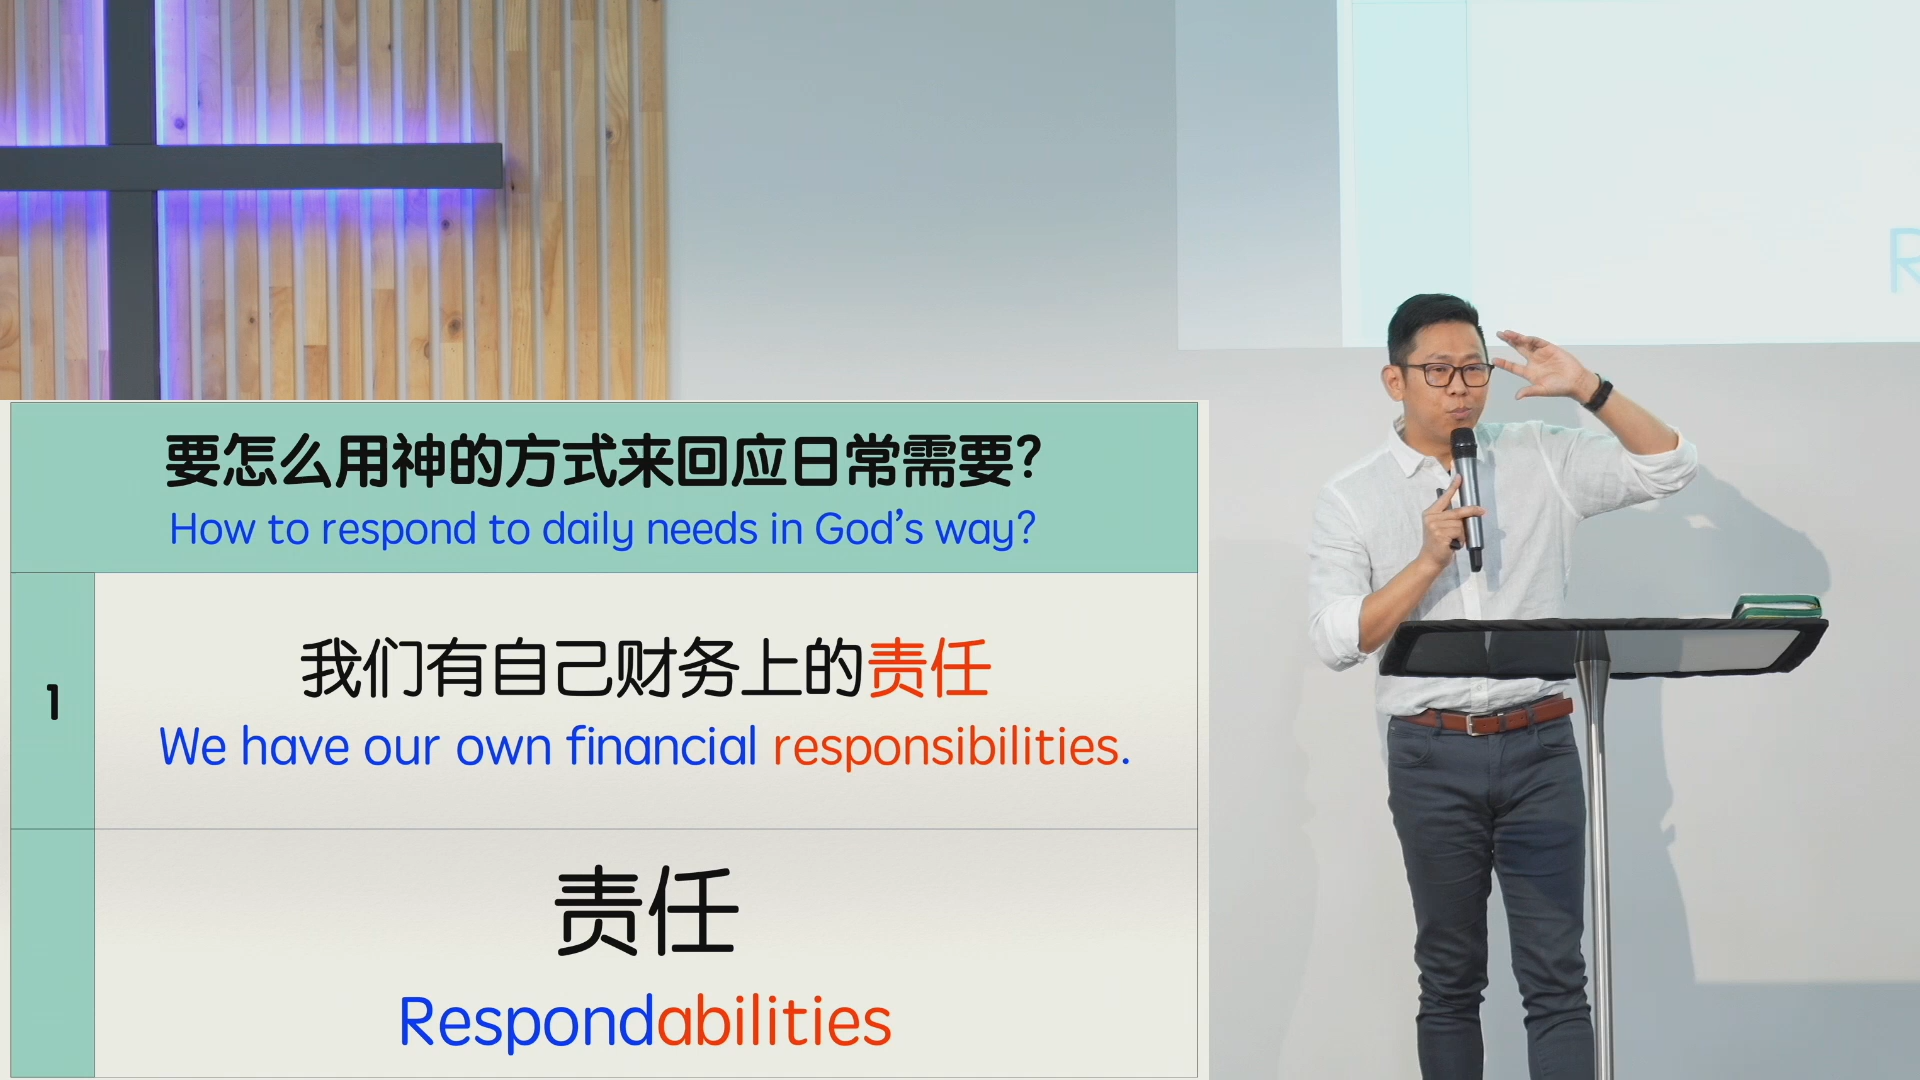 要怎么用神的方式来回应日常需要?
How to respond to daily needs in God's way?
1
我们有自己财务上的责任
We have our own financial responsibilities.
责任
Respondabilities
R